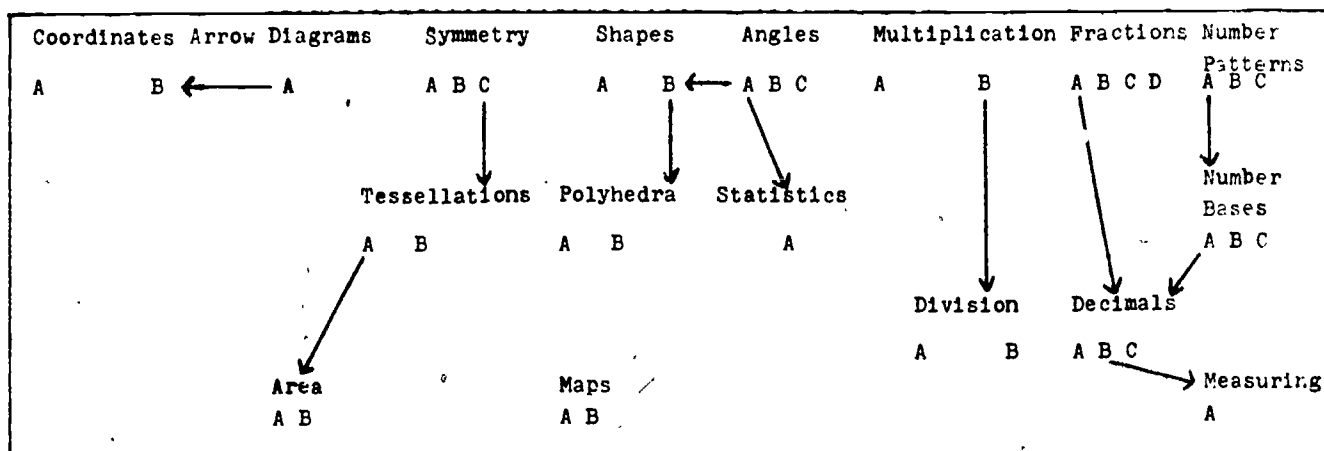 Coordinates Arrow Diagrams Symmetry Shapes Angles Multiplication Fractions Number
Patterns
A B A A B C A B A B C A B A B C D A B C
Number
Tessellations Polyhedra Statistics
Bases
A B A B A A B C
Division Decimals
A B A B C
Area Maps Measuring
A B A B A